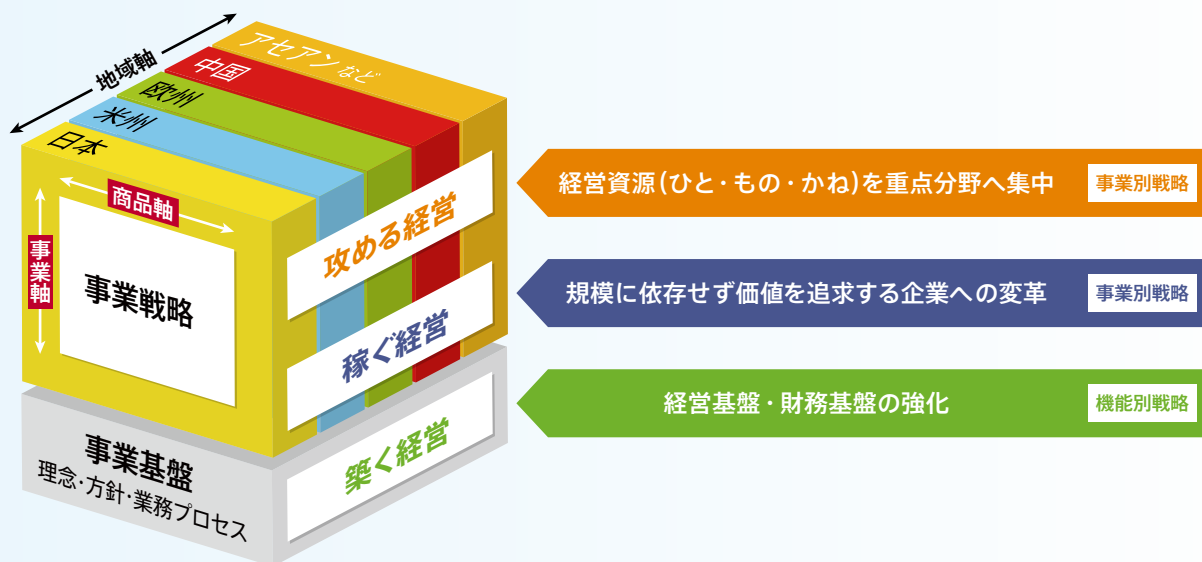 地域軸
アセアンなど
中国
欧州
米州
日本
商品軸
事業軸
事業戦略
攻める経営
稼ぐ経営
築く経営
事業基盤
理念・方針・業務プロセス
経営資源(ひと・もの・かね)を重点分野へ集中 事業別戦略
規模に依存せず価値を追求する企業への変革 事業別戦略
経営基盤・財務基盤の強化 機能別戦略